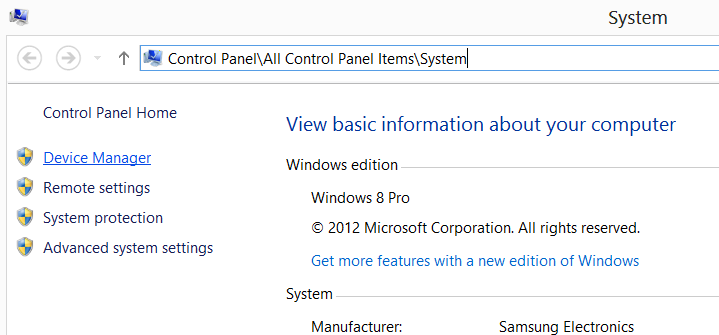 System
Control Panel\All Control Panel Items\System
Control Panel Home
Device Manager
Remote settings
System protection
Advanced system settings
View basic information about your computer
Windows edition
Windows 8 Pro
© 2012 Microsoft Corporation. All rights reserved.
Get more features with a new edition of Windows
System
Manufacturer: Samsung Electronics